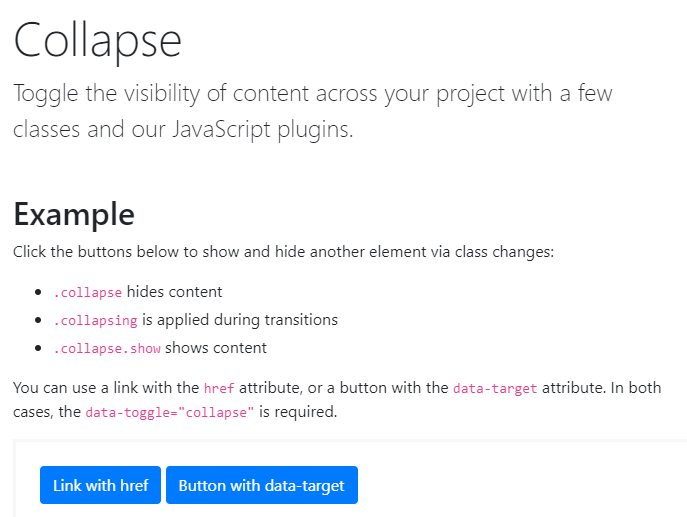 Collapse
Toggle the visibility of content across your project with a few
classes and our JavaScript plugins.
Example
Click the buttons below to show and hide another element via class changes:
.collapse hides content
.collapsing is applied during transitions
.collapse.show shows content
You can use a link with the href attribute, or a button with the data-target attribute. In both
cases, the data-toggle="collapse" is required.
Link with href Button with data-target